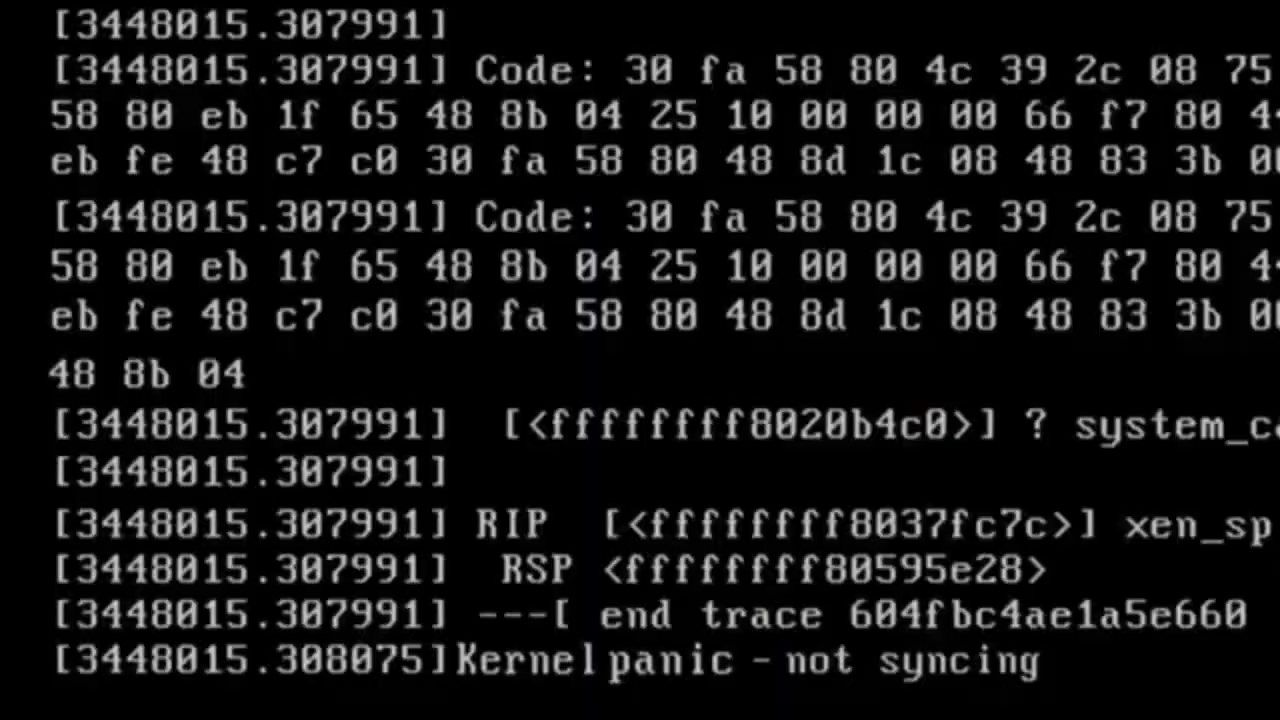 [3448015.307991]
[3448015.307991] Code: 30 fa 58 80 4c 39 2c 08 75
58 80 eb 1f 65 48 8b 04 25 10 00 00 00 66 f7 80
eb fe 48 c7 c0 30 fa 58 80 48 8d 1c 08 48 83 3b
[3448015.307991] Code: 30 fa 58 80 4c 39 2c 08 75
58 80 eb 1f 65 48 8b 04 25 10 00 00 00 66 f7 80
eb fe 48 c7 c0 30 fa 58 80 48 8d 1c 08 48 83 3b
48 8b 04
[3448015.307991] [<ffffffff8020b4c0>] ? system_c
[3448015.307991]
[3448015.307991] RIP [<ffffffff8037fc7c>] xen_sp
[3448015.307991] RSP <ffffffff80595e28>
[3448015.307991] ---[ end trace 604fbc4ae1a5e660
[3448015.308075]Kernel panic - not syncing